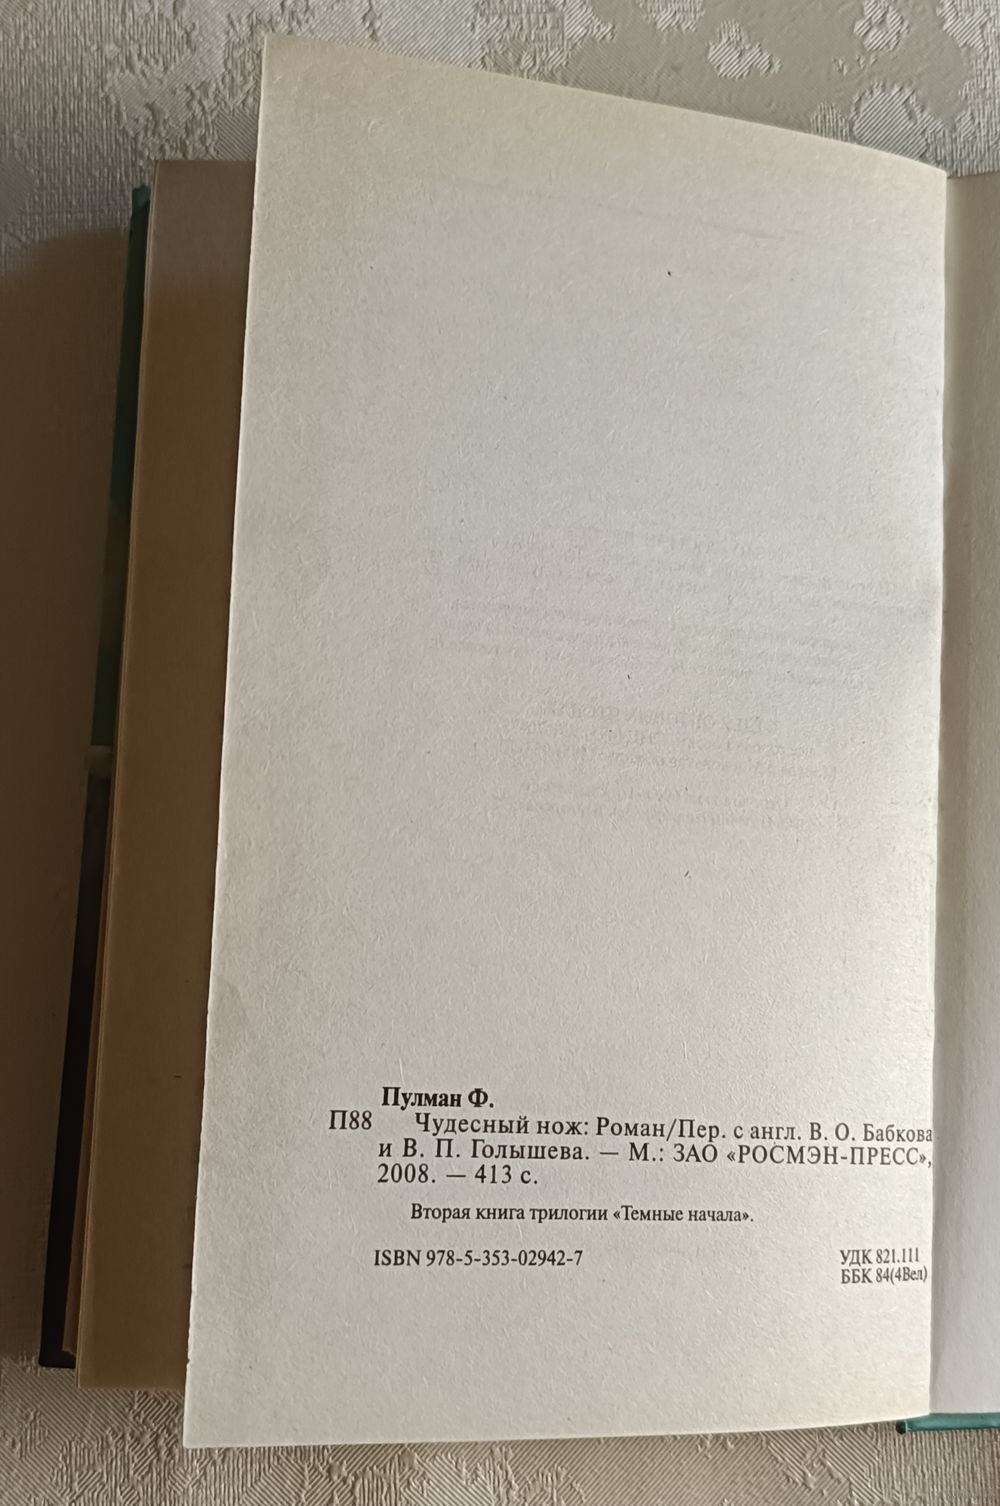 Пулман Ф.
П88 Чудесный нож: Роман/Пер. с англ. В. О. Бабкова
и В. П. Голышева. — М.: ЗАО «РОСМЭН-ПРЕСС»,
2008. — 413 с.
Вторая книга трилогии «Темные начала».
ISBN 978-5-353-02942-7
УДК 821.111
ББК 84(4Вел)